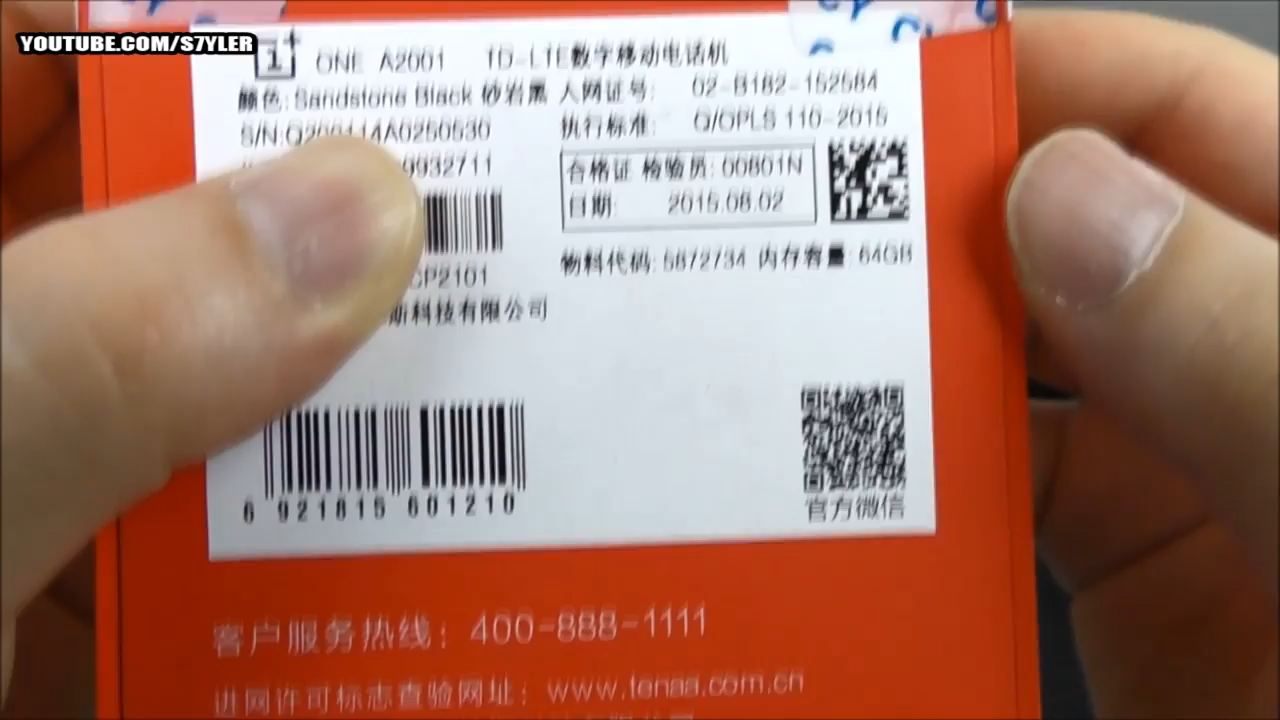 YOUTUBE.COM/S7YLER
1+ ONE A2001 TD-LTE数字移动电话机
颜色: Sandstone Black 砂岩黑 入网证号: 02-B182-152584
S/N: 执行标准: Q/OPLS 110-2015
9932711 合格证 检验员: 00801N
日期: 2015.08.02
CP2101 物料代码: 5872734 内存容量: 64GB
斯科技有限公司
6 921815 601210
官方微信
客户服务热线: 400-888-1111
进网许可标志查验网址: www.tenaa.com.cn